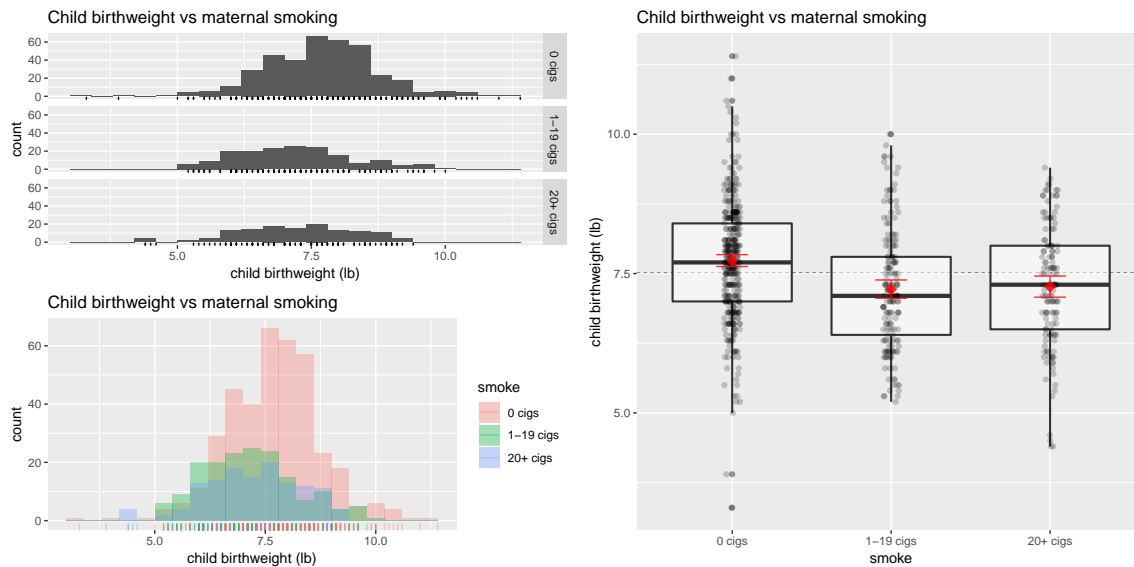 Child birthweight vs maternal smoking
60
40
20
0
0 cigs
60
40
20
0
1−19 cigs
60
40
20
0
20+ cigs
count
5.0 7.5 10.0
child birthweight (lb)
Child birthweight vs maternal smoking
60
40
20
0
count
5.0 7.5 10.0
child birthweight (lb)
smoke
0 cigs
1−19 cigs
20+ cigs
Child birthweight vs maternal smoking
10.0
7.5
5.0
child birthweight (lb)
0 cigs 1−19 cigs 20+ cigs
smoke